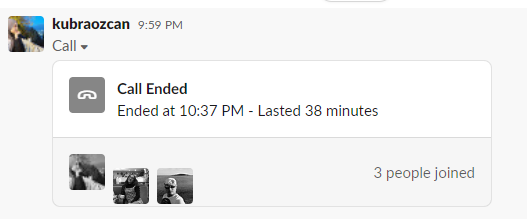 kubraozcan 9:59 PM
Call
Call Ended
Ended at 10:37 PM - Lasted 38 minutes
3 people joined